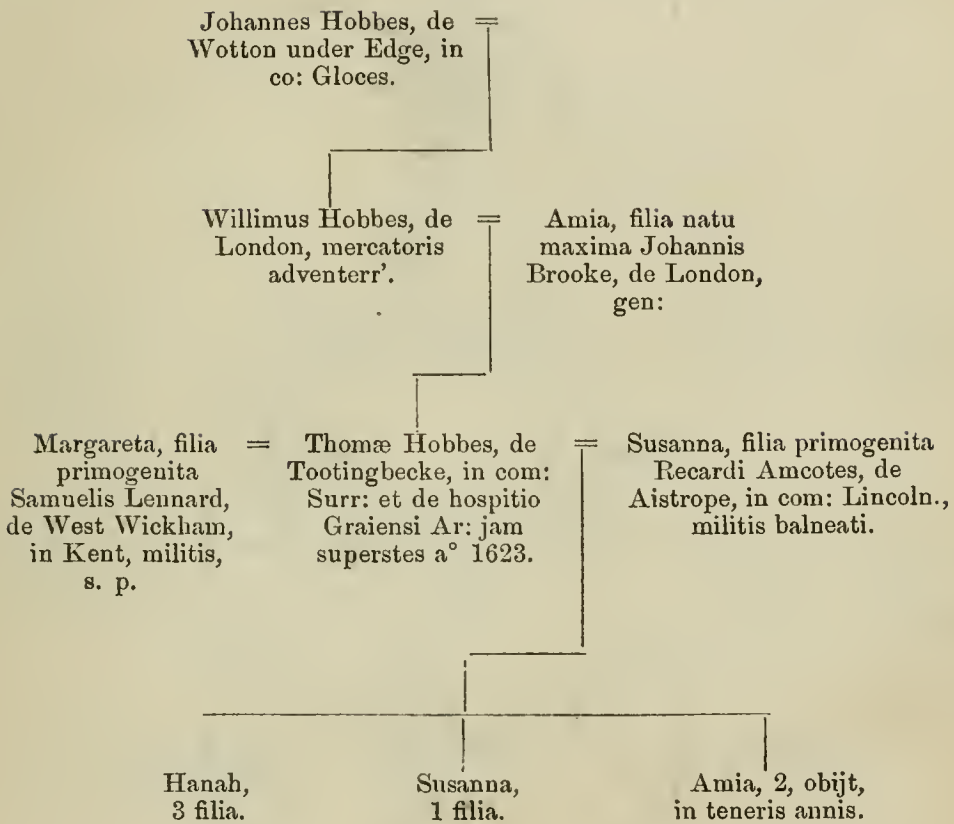 Johannes Hobbes, de =
Wotton under Edge, in
co: Gloces.
Willimus Hobbes, de =
London, mercatoris
adventerr'.
Amia, filia natu
maxima Johannis
Brooke, de London,
gen:
Margareta, filia =
primogenita
Samuelis Lennard,
de West Wickham,
in Kent, militis,
s. p.
Thomæ Hobbes, de =
Tootingbecke, in com:
Surr: et de hospitio
Graiensi Ar: jam
superstes a° 1623.
Susanna, filia primogenita
Recardi Amcotes, de
Aistrope, in com: Lincoln.,
militis balneati.
Hanah,
3 filia.
Susanna,
1 filia.
Amia, 2, obijt,
in teneris annis.